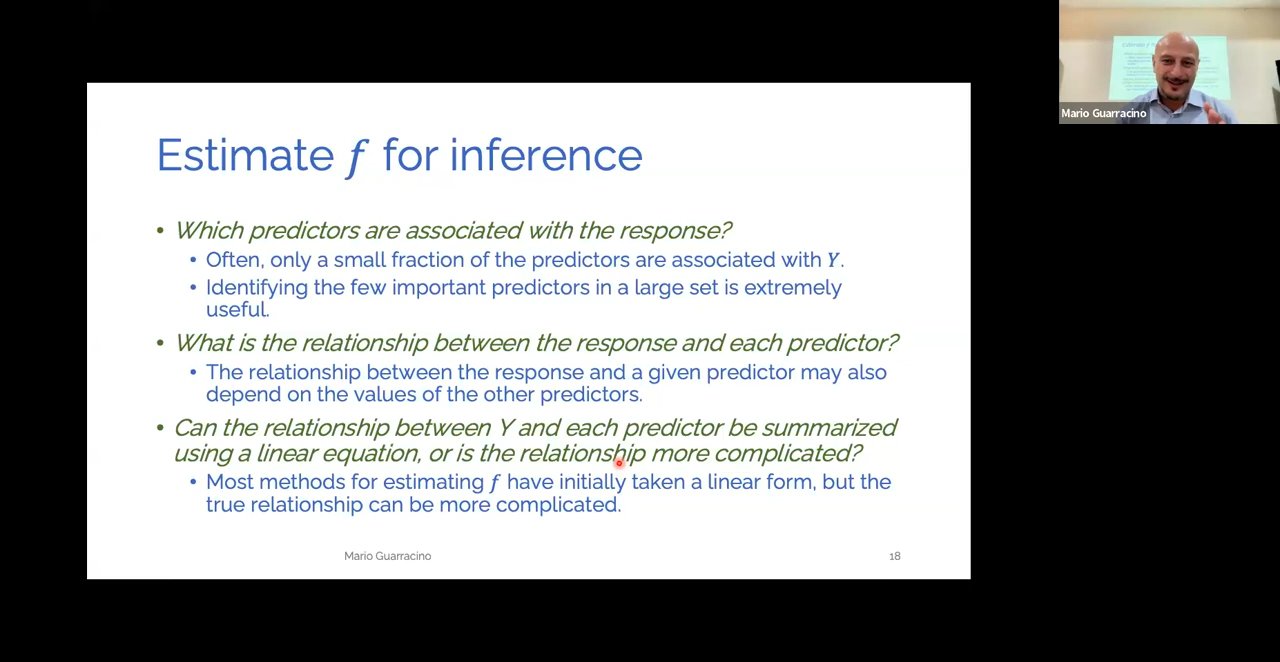 Estimate f for inference
• Which predictors are associated with the response?
• Often, only a small fraction of the predictors are associated with Y.
• Identifying the few important predictors in a large set is extremely
useful.
• What is the relationship between the response and each predictor?
• The relationship between the response and a given predictor may also
depend on the values of the other predictors.
• Can the relationship between Y and each predictor be summarized
using a linear equation, or is the relationship more complicated?
• Most methods for estimating f have initially taken a linear form, but the
true relationship can be more complicated.
Mario Guarracino
18
Mario Guarracino